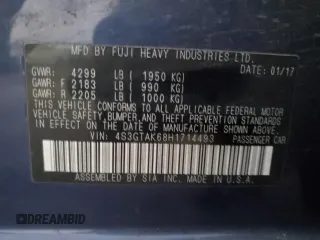 MFD. BY FUJI HEAVY INDUSTRIES LTD.
GVWR: 4299 LB ( 1950 KG) DATE: 01/17
GAWR: F 2183 LB ( 990 KG)
GAWR: R 2205 LB ( 1000 KG)
THIS VEHICLE CONFORMS TO ALL APPLICABLE FEDERAL MOTOR
VEHICLE SAFETY, BUMPER, AND THEFT PREVENTION STANDARDS
IN EFFECT ON THE DATE OF MANUFACTURE SHOWN ABOVE.
VIN: 4S3GTAK68H1714493 PASSENGER CAR
ASSEMBLED BY SIA INC. MADE IN U.S.A.
DREAMBID